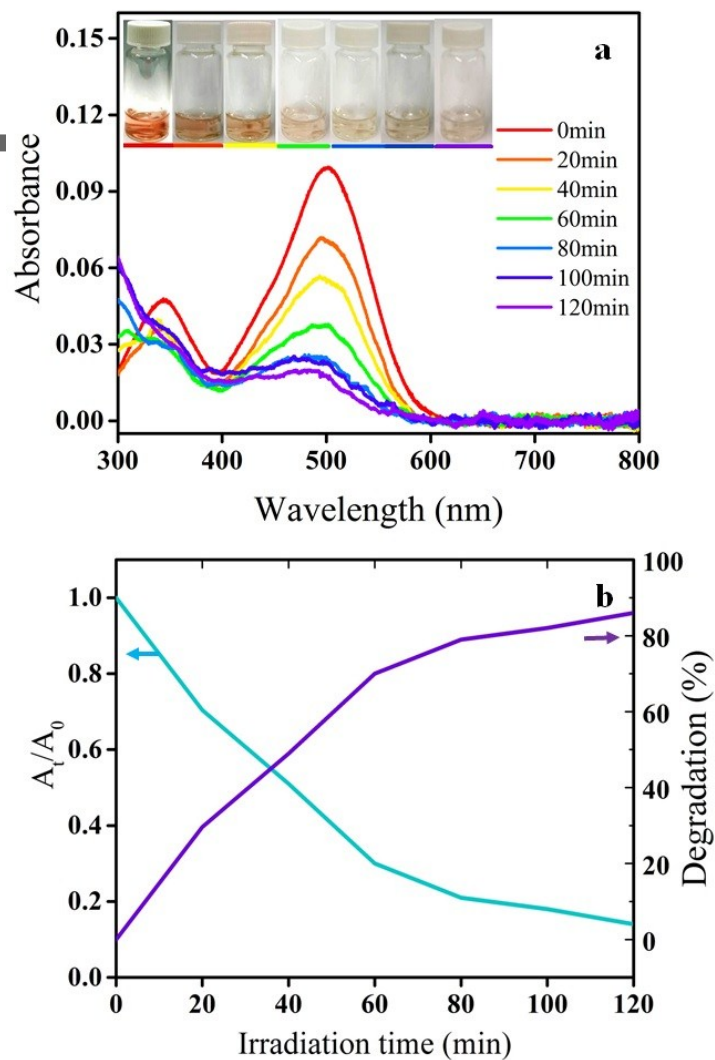 a
0.15
0.12
0.09
0.06
0.03
0.00
Absorbance
0min
20min
40min
60min
80min
100min
120min
300 400 500 600 700 800
Wavelength (nm)
b
1.0
0.8
0.6
0.4
0.2
0.0
At/A0
100
80
60
40
20
0
Degradation (%)
0 20 40 60 80 100 120
Irradiation time (min)